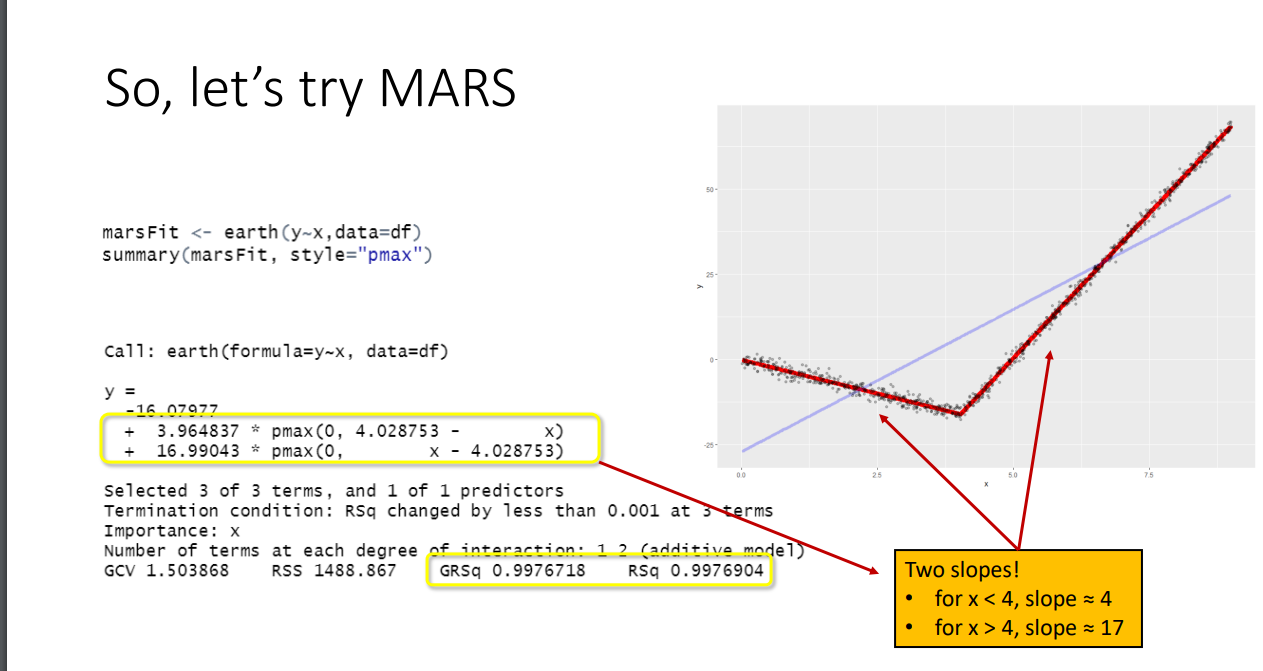 So, let's try MARS
marsFit <- earth(y~x,data=df)
summary(marsFit, style="pmax")
Call: earth(formula=y~x, data=df)
y =
-16.07977
+ 3.964837 * pmax(0, 4.028753 - x)
+ 16.99043 * pmax(0, x - 4.028753)
Selected 3 of 3 terms, and 1 of 1 predictors
Termination condition: RSq changed by less than 0.001 at 3 terms
Importance: x
Number of terms at each degree of interaction: 1 2 (additive model)
GCV 1.503868 RSS 1488.867 GRSq 0.9976718 RSq 0.9976904
50
25
y
0
-25
0.0 2.5 5.0 7.5
x
Two slopes!
• for x < 4, slope ≈ 4
• for x > 4, slope ≈ 17